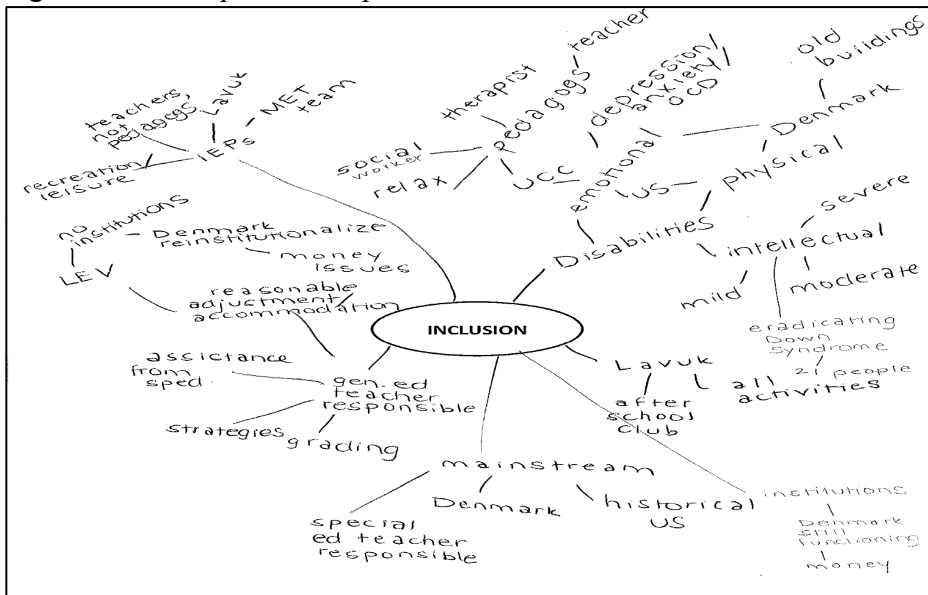 teachers,
not
pedagogs
Lavuk
MET
team
IEPs
recreation/
leisure
therapist
teacher
pedagogs
social
worker
relax
UCC
depression/
anxiety/
OCD
emotional
US
old
buildings
Denmark
physical
Disabilities
severe
intellectual
mild
moderate
eradicating
Down
Syndrome
21 people
no
institutions
Denmark
reinstitutionalize
money
issues
LEV
reasonable
adjustment/
accommodation
INCLUSION
assistance
from
sped.
gen. ed
teacher
responsible
strategies
grading
Lavuk
after
school
club
all
activities
mainstream
special
ed teacher
responsible
Denmark
historical
US
institutions
Denmark
still
functioning
money